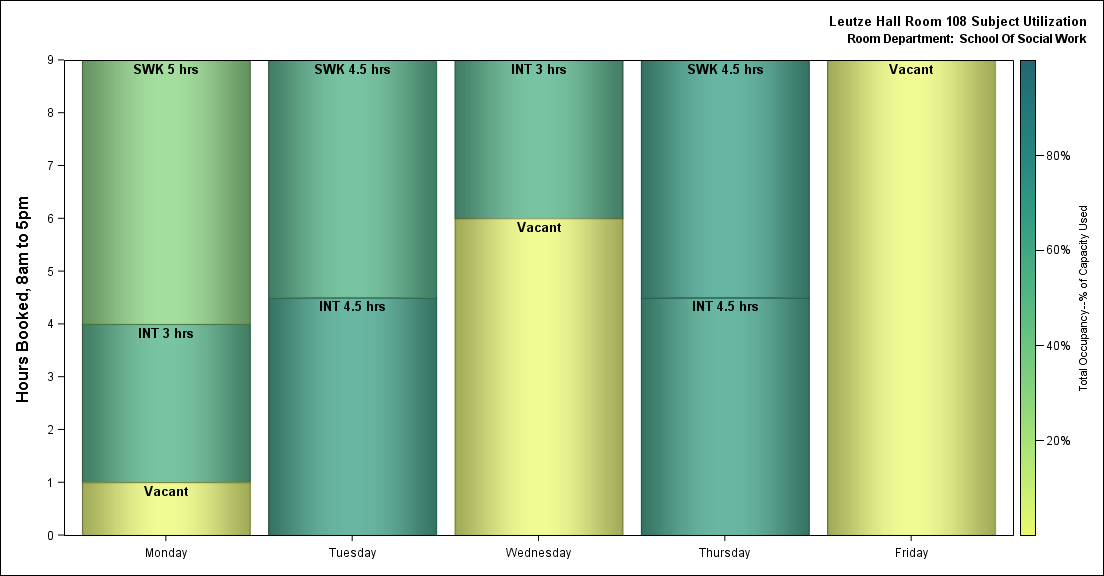 Leutze Hall Room 108 Subject Utilization
Room Department: School Of Social Work
Hours Booked, 8am to 5pm
9
8
7
6
5
4
3
2
1
0
SWK 5 hrs
INT 3 hrs
Vacant
SWK 4.5 hrs
INT 4.5 hrs
INT 3 hrs
Vacant
SWK 4.5 hrs
INT 4.5 hrs
Vacant
Monday
Tuesday
Wednesday
Thursday
Friday
80%
60%
40%
20%
Total Occupancy--% of Capacity Used